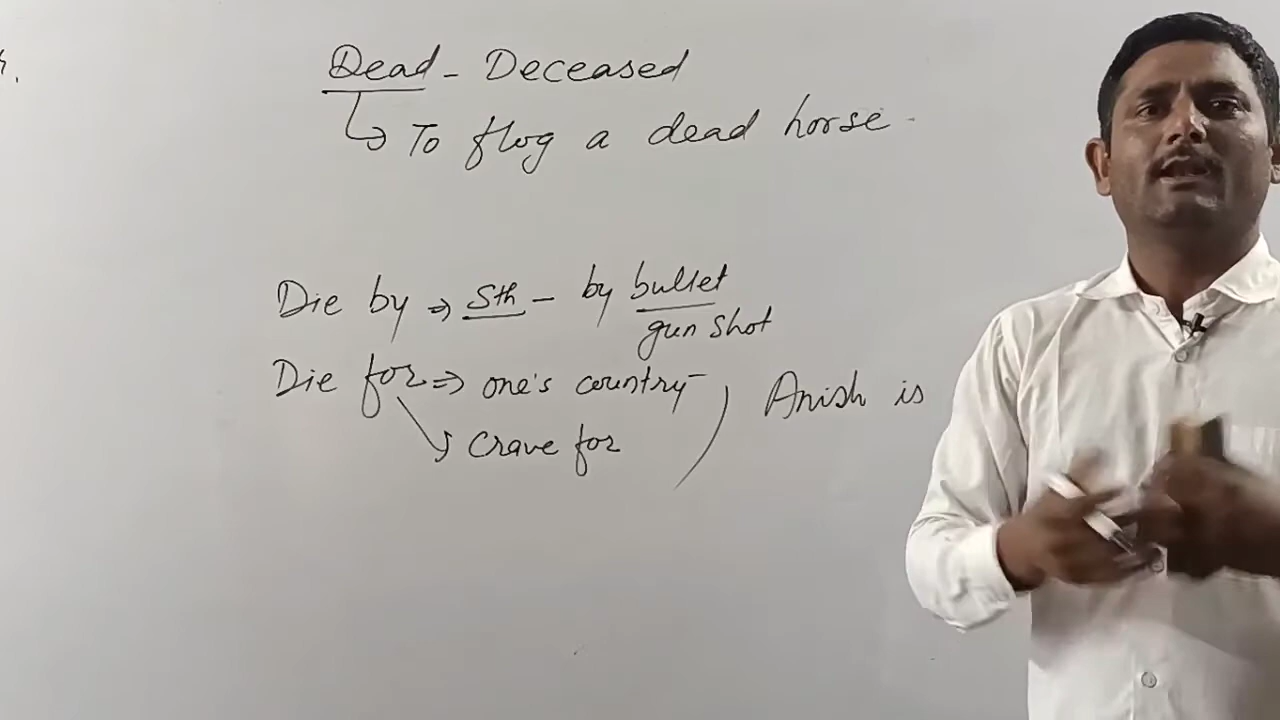 Dead - Deceased
↳ To flog a dead horse.
Die by ⇒ Sth - by bullet
gun shot
Die for ⇒ one's country
↘ Crave for
Anish is